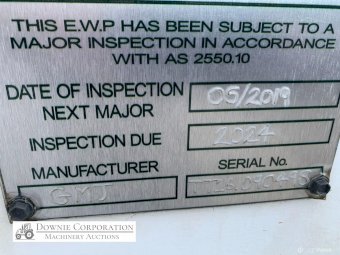 THIS E.W.P HAS BEEN SUBJECT TO A
MAJOR INSPECTION IN ACCORDANCE
WITH AS 2550.10
DATE OF INSPECTION 05/2019
NEXT MAJOR
INSPECTION DUE 2024
MANUFACTURER SERIAL No.
GMJ
DOWNIE CORPORATION
MACHINERY AUCTIONS